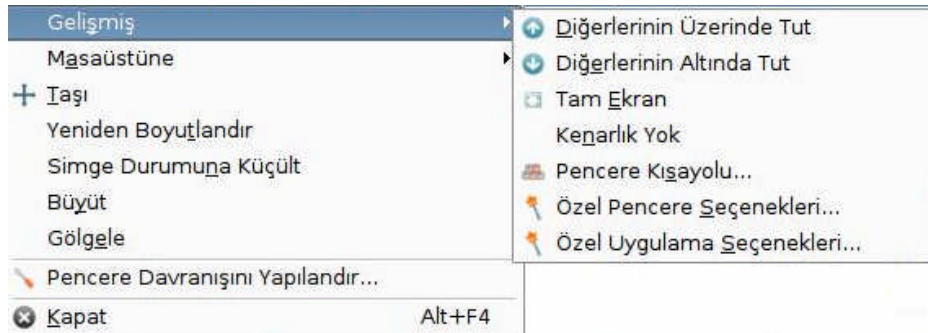 Gelişmiş
Masaüstüne
Taşı
Yeniden Boyutlandır
Simge Durumuna Küçült
Büyüt
Gölgele
Pencere Davranışını Yapılandır...
Kapat Alt+F4
Diğerlerinin Üzerinde Tut
Diğerlerinin Altında Tut
Tam Ekran
Kenarlık Yok
Pencere Kısayolu...
Özel Pencere Seçenekleri...
Özel Uygulama Seçenekleri...